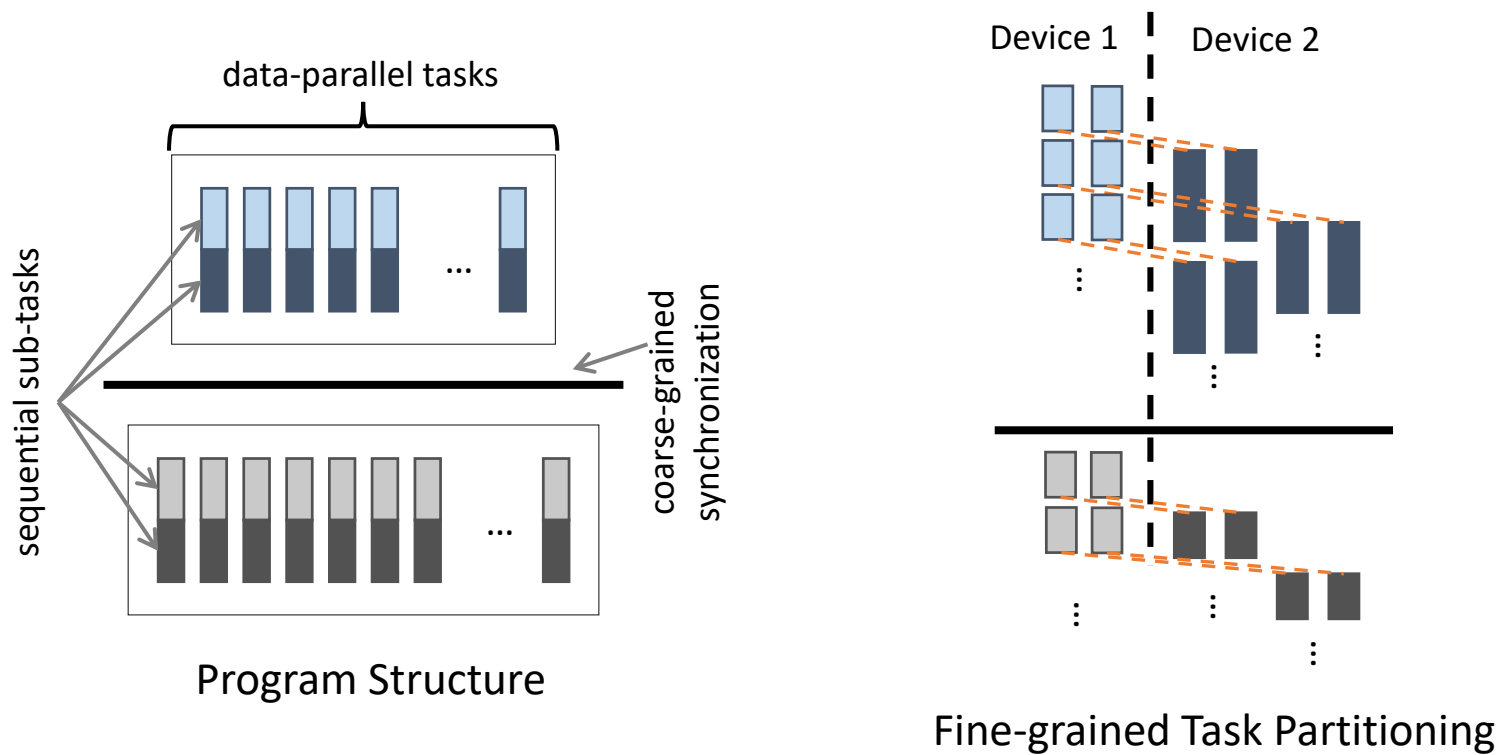 data-parallel tasks
sequential sub-tasks
...
coarse-grained
synchronization
...
Program Structure
Device 1
Device 2
...
...
...
...
...
...
Fine-grained Task Partitioning